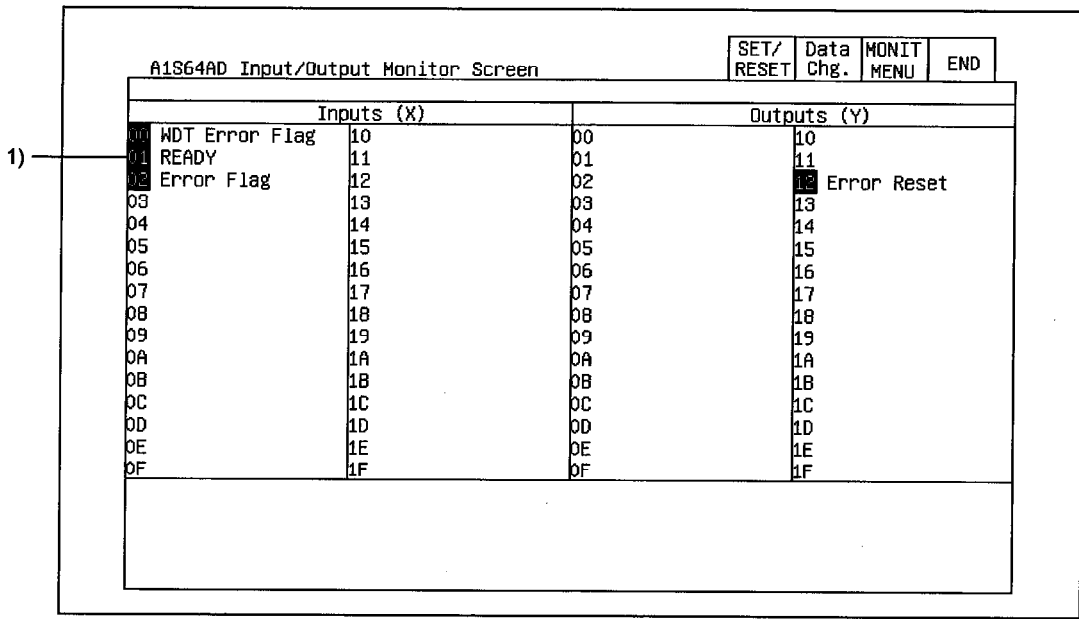 A1S64AD Input/Output Monitor Screen
SET/ RESET Data Chg. MONIT MENU END
Inputs (X) Outputs (Y)
00 WDT Error Flag 10 00 10
1) 01 READY 11 01 11
02 Error Flag 12 02 12 Error Reset
03 13 03 13
04 14 04 14
05 15 05 15
06 16 06 16
07 17 07 17
08 18 08 18
09 19 09 19
0A 1A 0A 1A
0B 1B 0B 1B
0C 1C 0C 1C
0D 1D 0D 1D
0E 1E 0E 1E
0F 1F 0F 1F